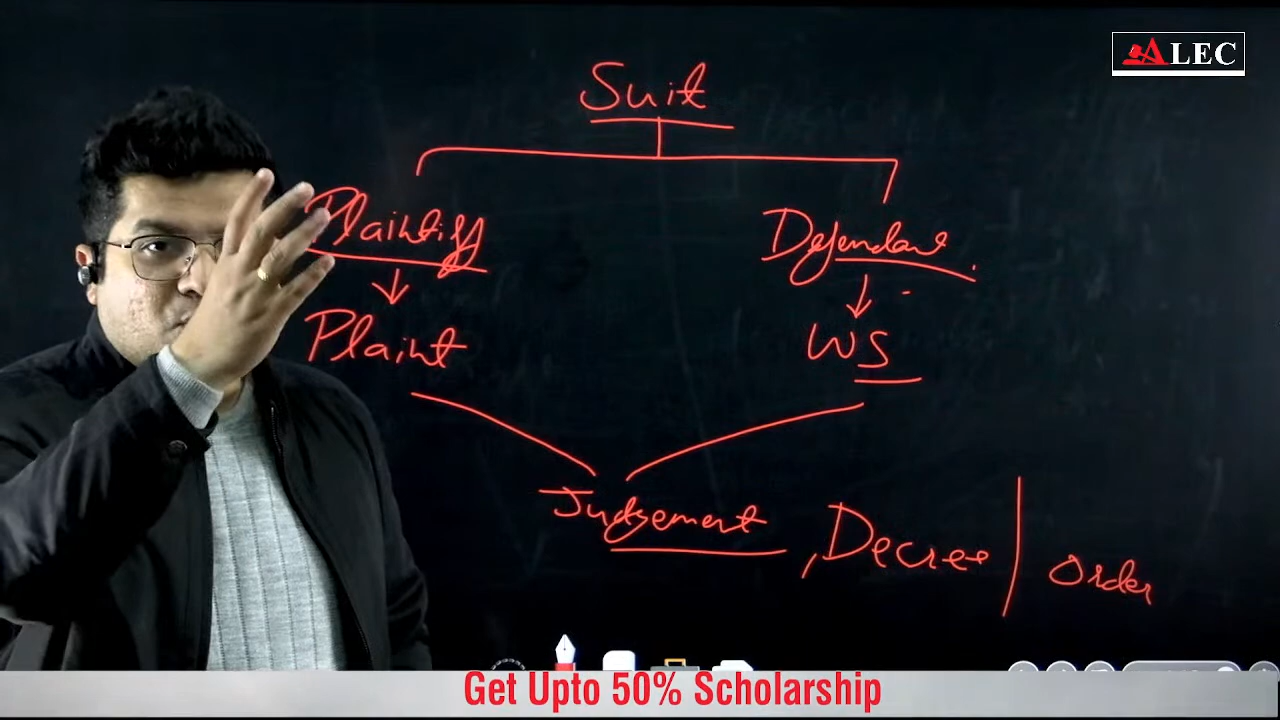 ALEC
Suit
Plaintiff Defendant
Plaint WS
Judgement , Decree | Order
Get Upto 50% Scholarship